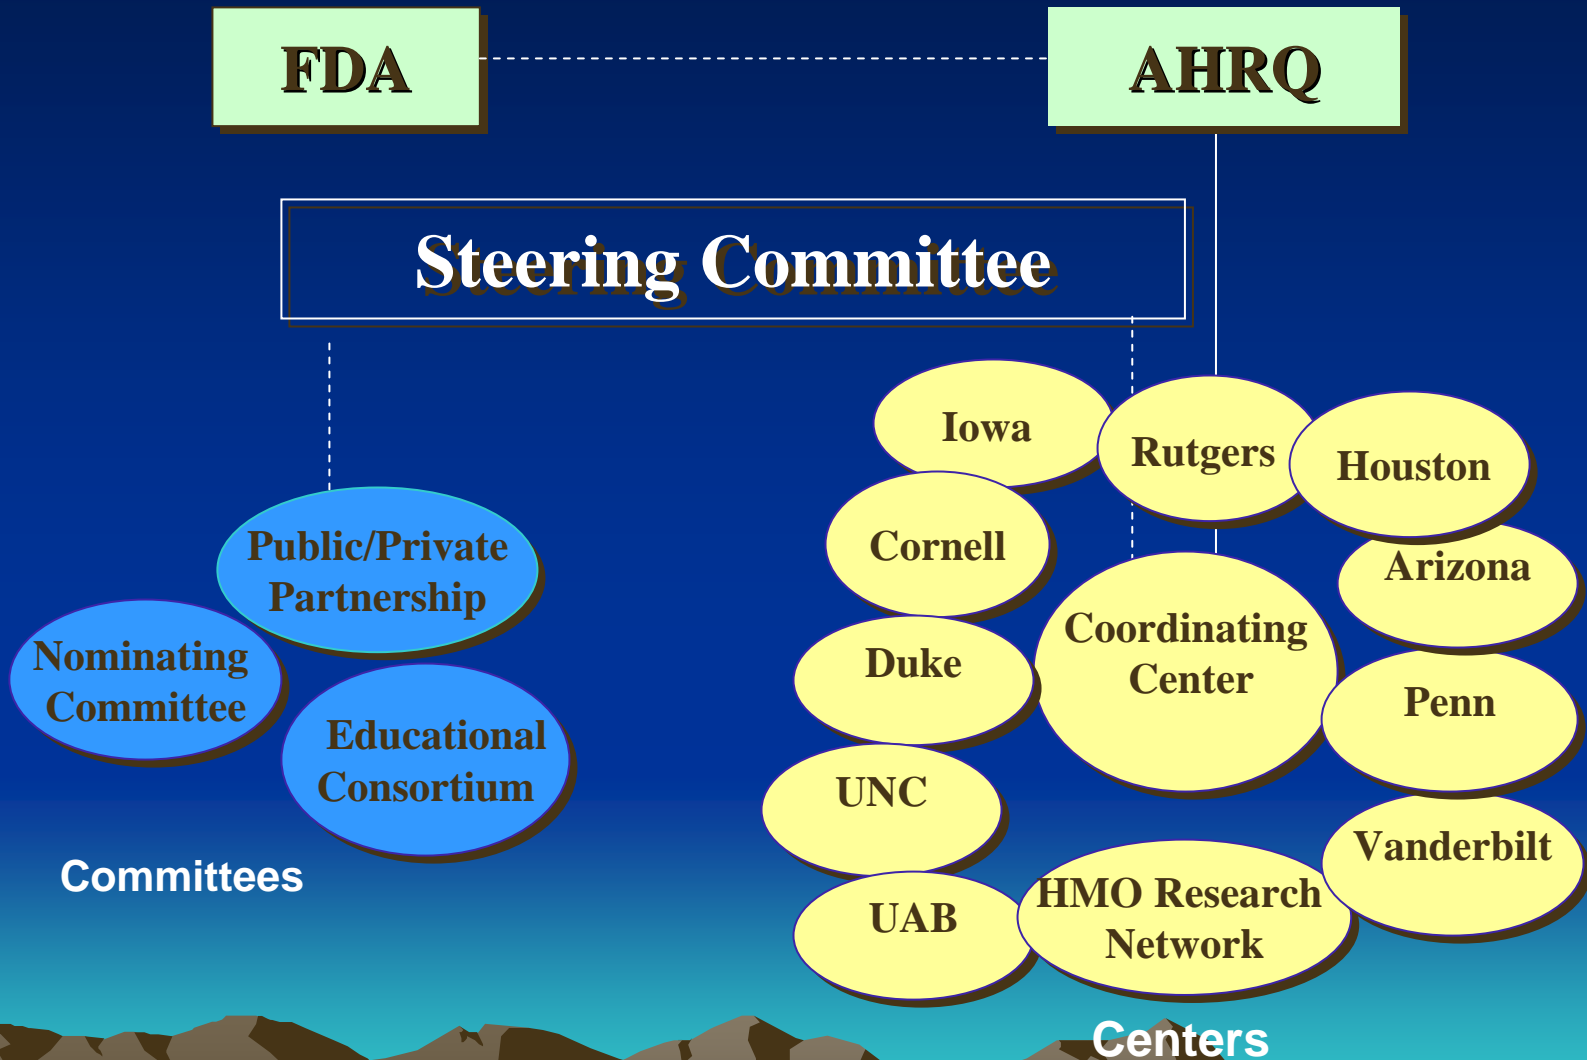 FDA
AHRQ
Steering Committee
Public/Private
Partnership
Nominating
Committee
Educational
Consortium
Committees
Iowa
Rutgers
Houston
Cornell
Arizona
Coordinating
Center
Duke
Penn
UNC
Vanderbilt
UAB
HMO Research
Network
Centers